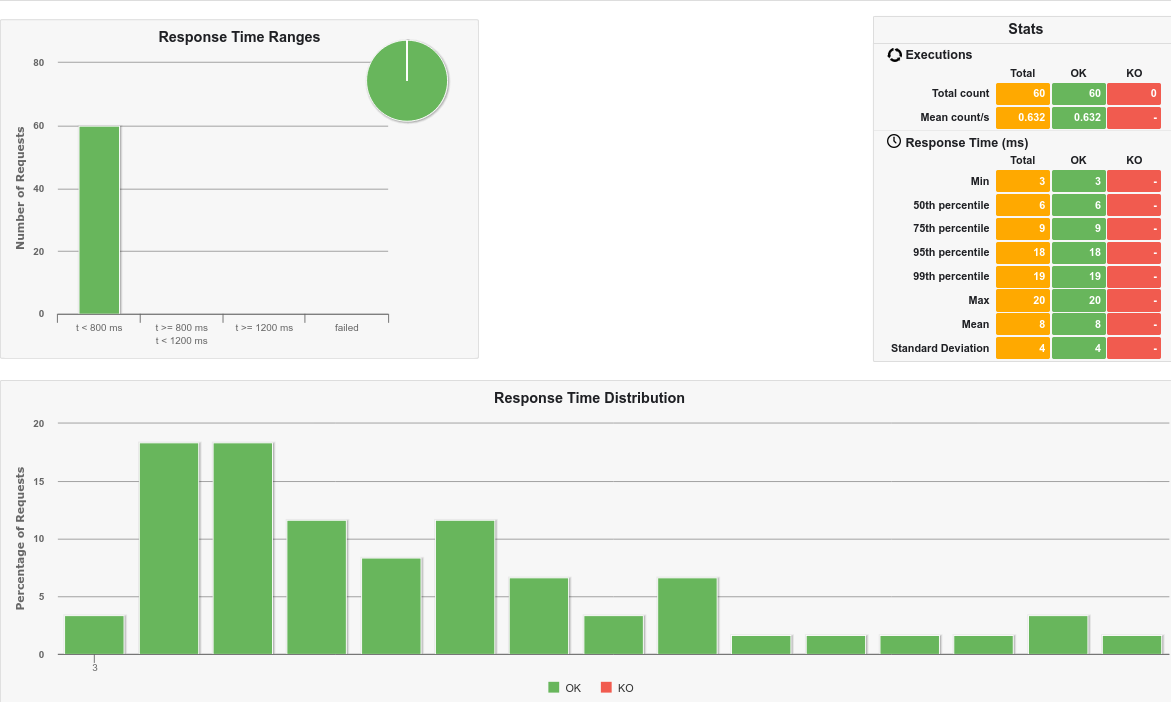 Response Time Ranges
Number of Requests
80
60
40
20
0
t < 800 ms
t >= 800 ms
t < 1200 ms
t >= 1200 ms
failed
Stats
Executions
Total OK KO
Total count 60 60 0
Mean count/s 0.632 0.632 -
Response Time (ms)
Total OK KO
Min 3 3 -
50th percentile 6 6 -
75th percentile 9 9 -
95th percentile 18 18 -
99th percentile 19 19 -
Max 20 20 -
Mean 8 8 -
Standard Deviation 4 4 -
Response Time Distribution
Percentage of Requests
20
15
10
5
0
3
OK KO